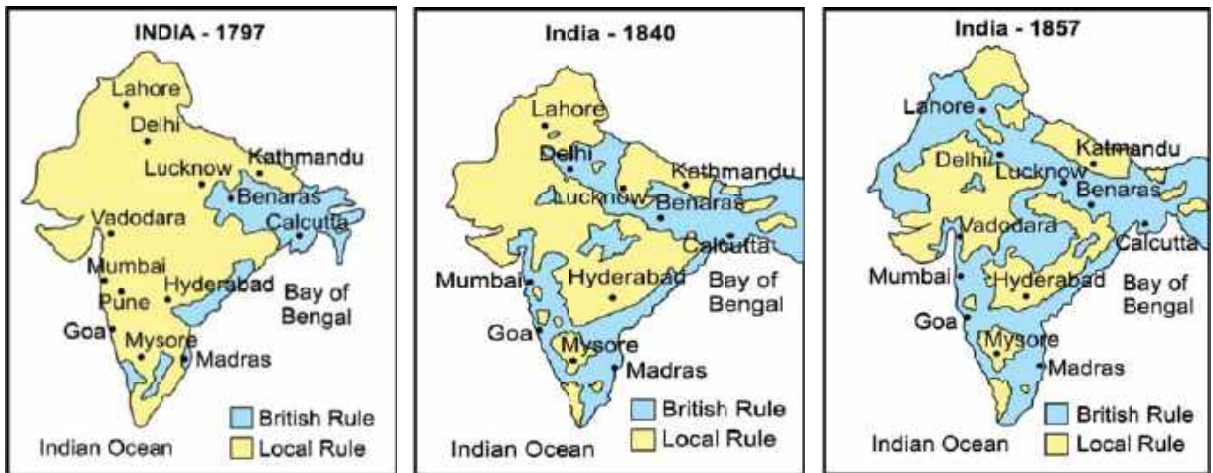 INDIA - 1797
Lahore
Delhi
Lucknow
Kathmandu
Benaras
Calcutta
Vadodara
Mumbai
Pune
Hyderabad
Bay of
Bengal
Goa
Mysore
Madras
British Rule
Indian Ocean
Local Rule
India - 1840
Lahore
Delhi
Kathmandu
Lucknow
Benaras
Calcutta
Mumbai
Hyderabad
Bay of
Bengal
Goa
Mysore
Madras
British Rule
Indian Ocean
Local Rule
India - 1857
Lahore
Delhi
Katmandu
Lucknow
Benaras
Vadodara
Calcutta
Mumbai
Hyderabad
Bay of
Bengal
Goa
Mysore
Madras
British Rule
Indian Ocean
Local Rule